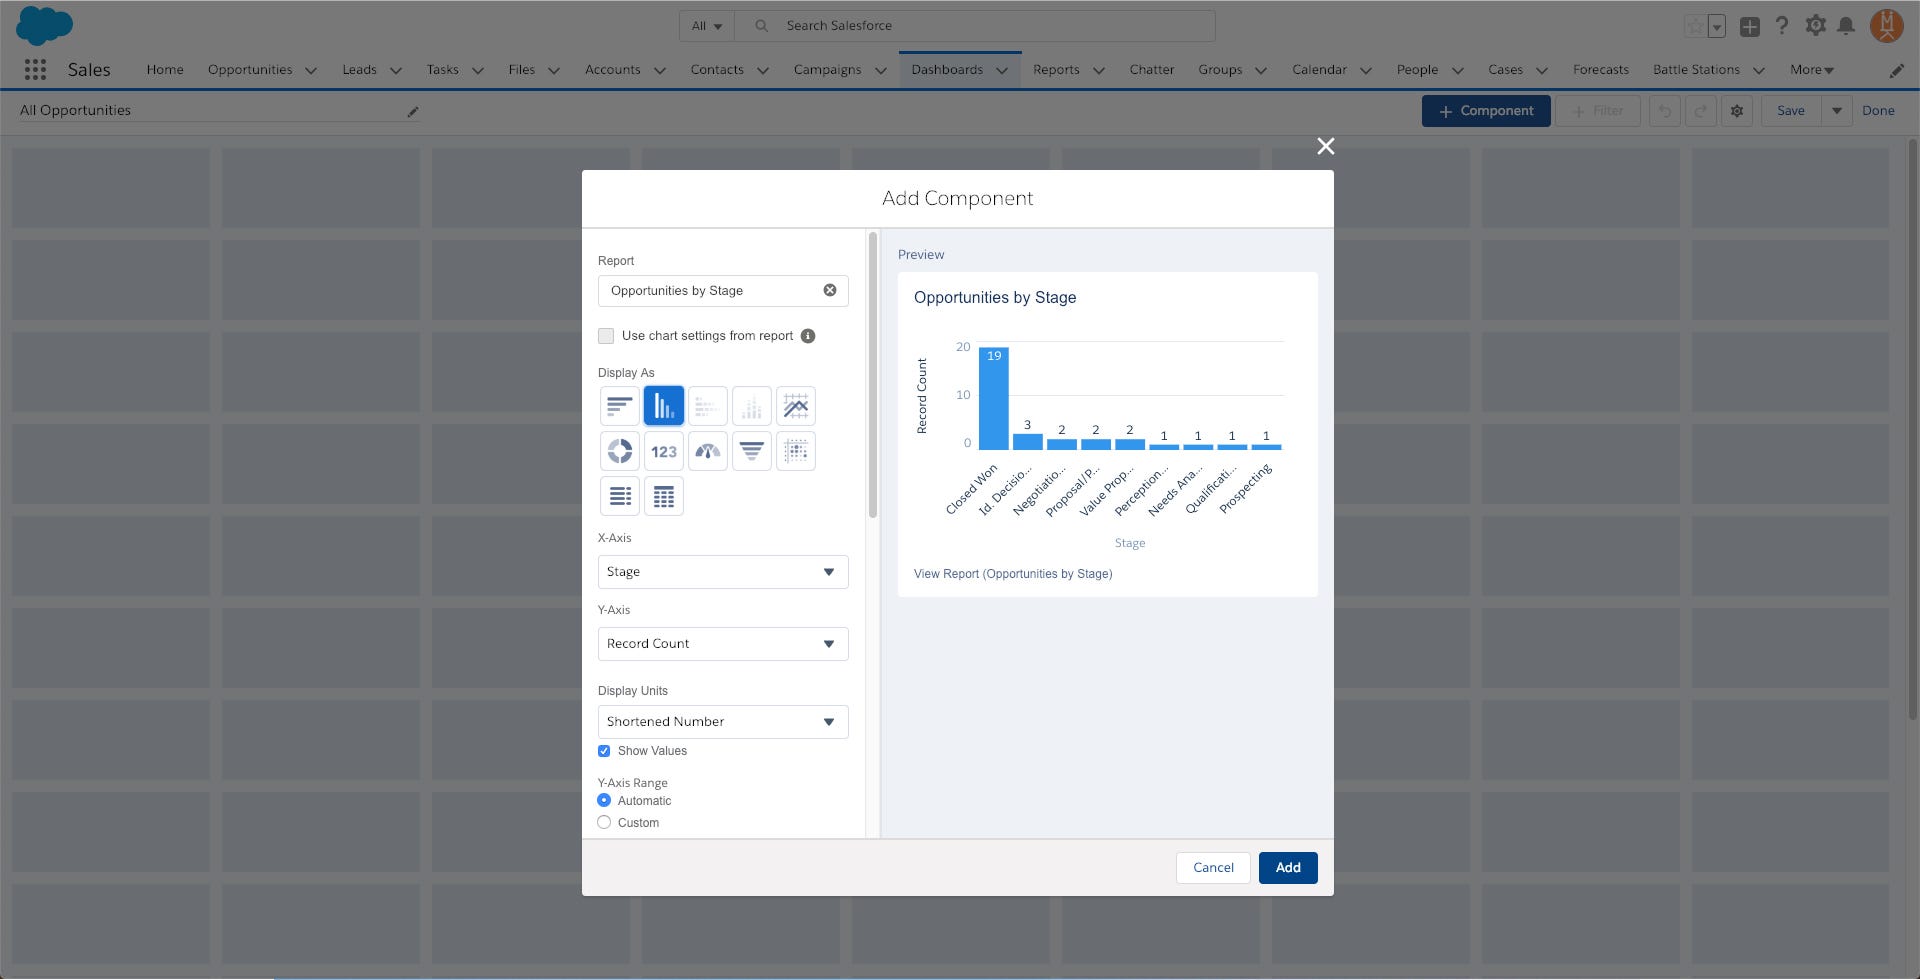 All
Search Salesforce
Sales
Home
Opportunities
Leads
Tasks
Files
Accounts
Contacts
Campaigns
Dashboards
Reports
Chatter
Groups
Calendar
People
Cases
Forecasts
Battle Stations
More
All Opportunities
+ Component
+ Filter
Save
Done
Add Component
Report
Opportunities by Stage
Use chart settings from report
Display As
123
X-Axis
Stage
Y-Axis
Record Count
Display Units
Shortened Number
Show Values
Y-Axis Range
Automatic
Custom
Preview
Opportunities by Stage
Record Count
20
10
0
19
3
2
2
2
1
1
1
1
Closed Won
Id. Decisio...
Negotiatio...
Proposal/P...
Value Prop...
Perception...
Needs Ana...
Qualificati...
Prospecting
Stage
View Report (Opportunities by Stage)
Cancel
Add